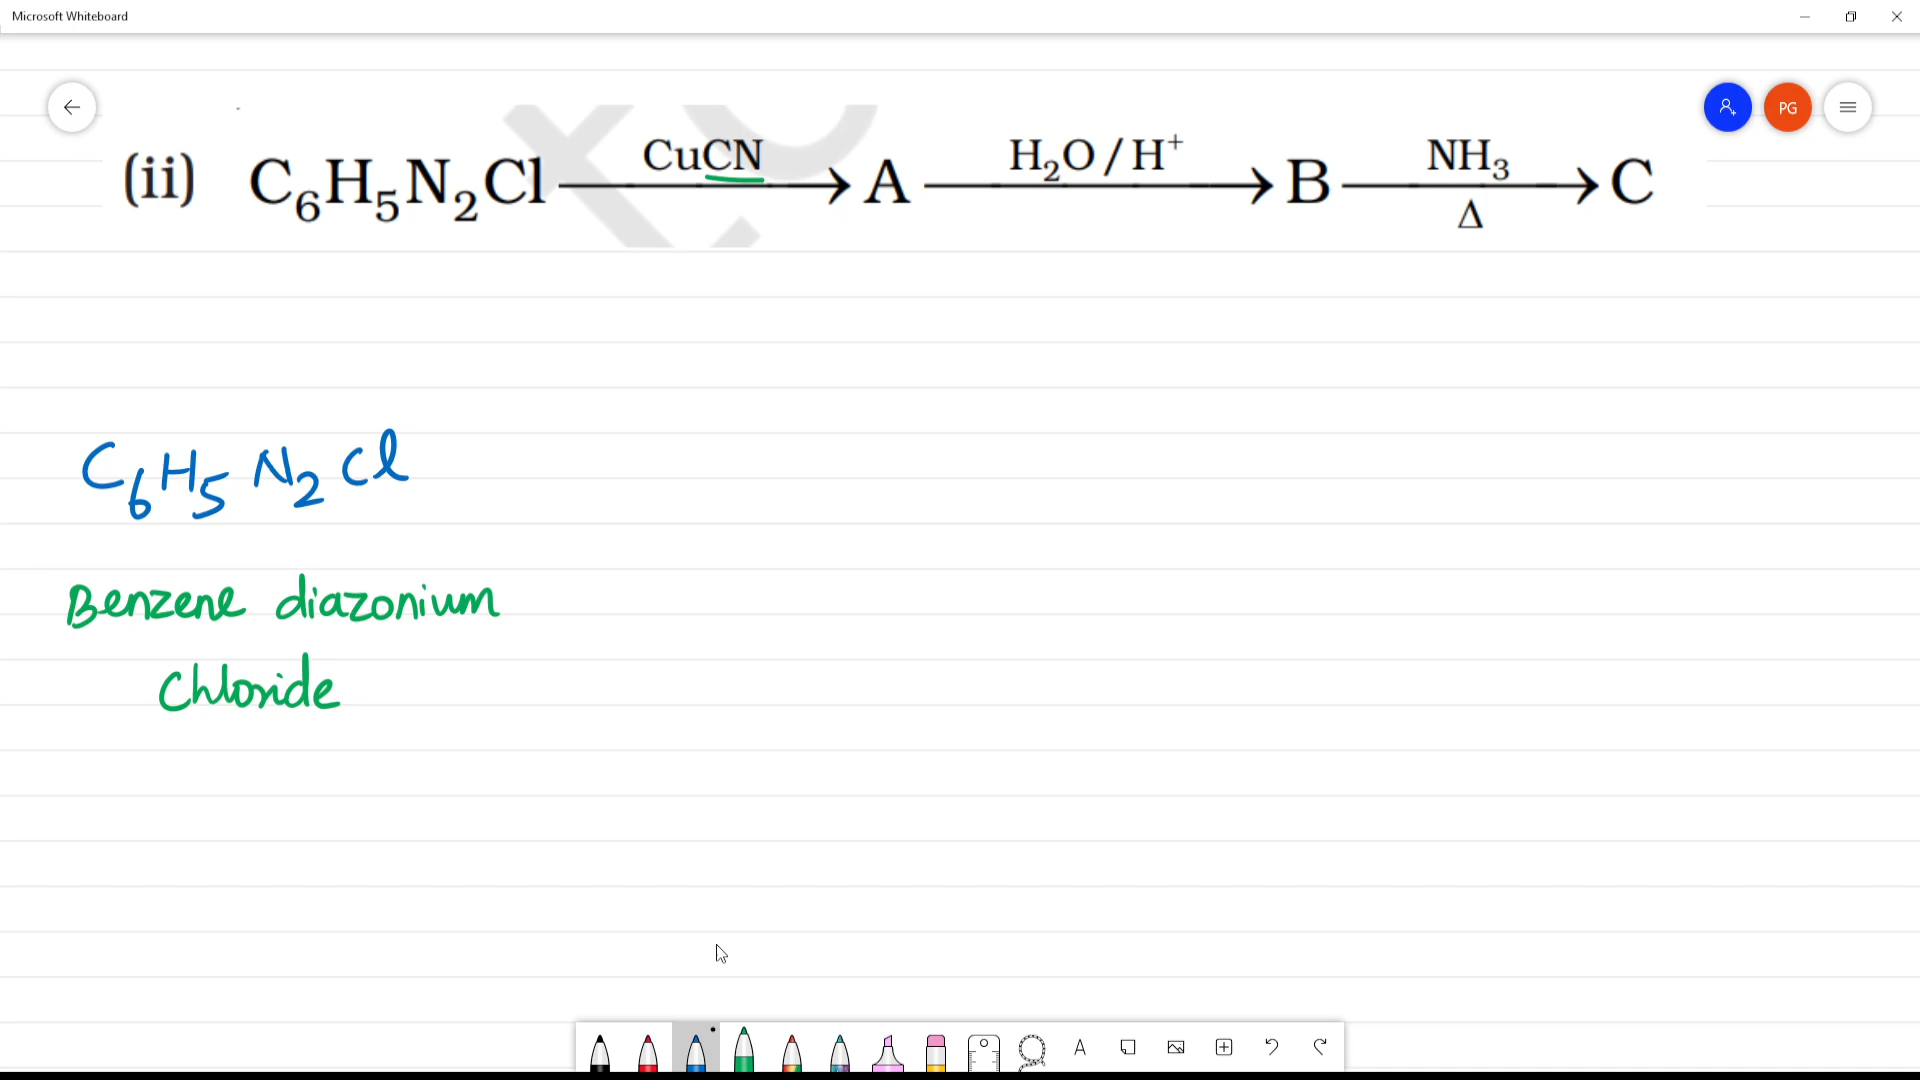 Microsoft Whiteboard
PG
(ii) C₆H₅N₂Cl —CuCN→ A —H₂O/H⁺→ B —NH₃/Δ→ C
C₆H₅N₂Cl
Benzene diazonium
Chloride
A